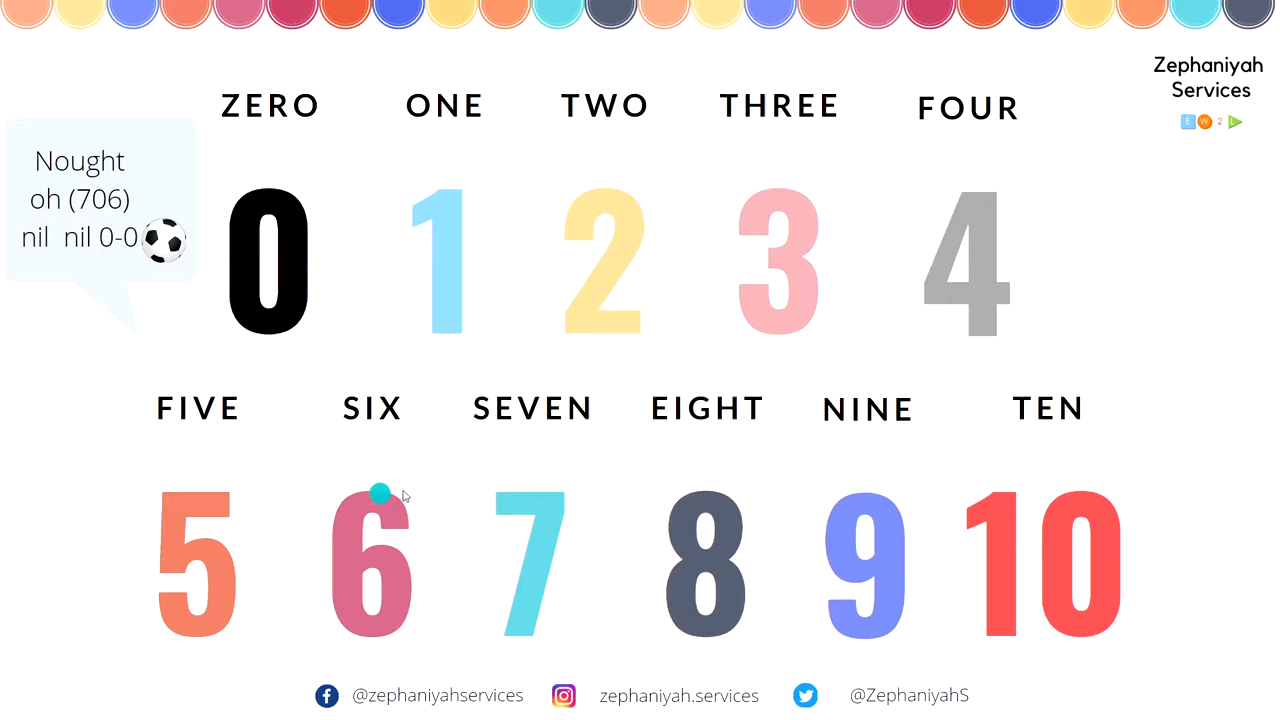 Zephaniyah
Services
E W 2 L
ZERO ONE TWO THREE FOUR
Nought
oh (706)
nil nil 0-0
0 1 2 3 4
FIVE SIX SEVEN EIGHT NINE TEN
5 6 7 8 9 10
@zephaniyahservices zephaniyah.services @ZephaniyahS